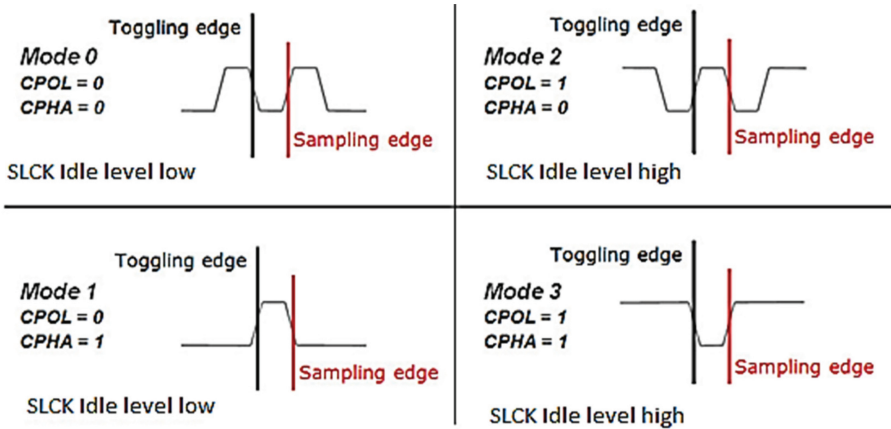 Toggling edge
Mode 0
CPOL = 0
CPHA = 0
Sampling edge
SLCK Idle level low
Toggling edge
Mode 2
CPOL = 1
CPHA = 0
Sampling edge
SLCK Idle level high
Toggling edge
Mode 1
CPOL = 0
CPHA = 1
Sampling edge
SLCK Idle level low
Toggling edge
Mode 3
CPOL = 1
CPHA = 1
Sampling edge
SLCK Idle level high